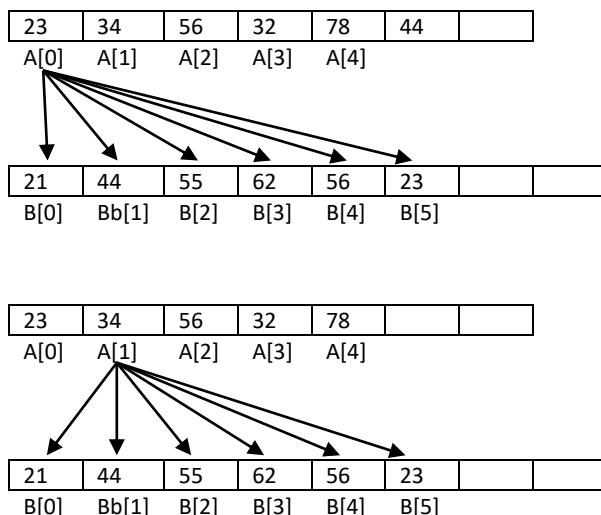 23 34 56 32 78 44
A[0] A[1] A[2] A[3] A[4]
21 44 55 62 56 23
B[0] Bb[1] B[2] B[3] B[4] B[5]
23 34 56 32 78
A[0] A[1] A[2] A[3] A[4]
21 44 55 62 56 23
B[0] Bb[1] B[2] B[3] B[4] B[5]